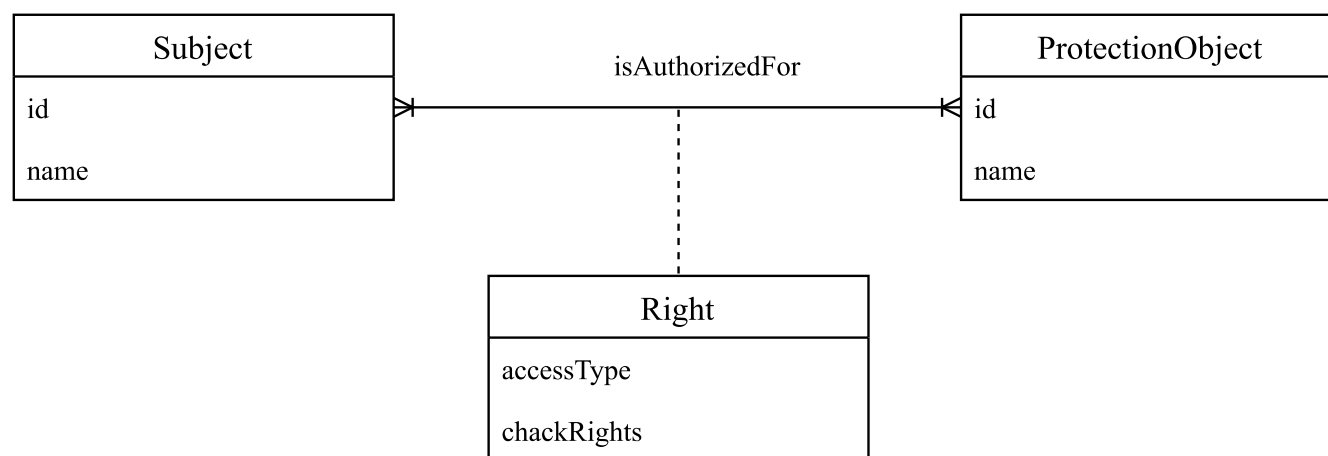 Subject
id
name
isAuthorizedFor
ProtectionObject
id
name
Right
accessType
chackRights